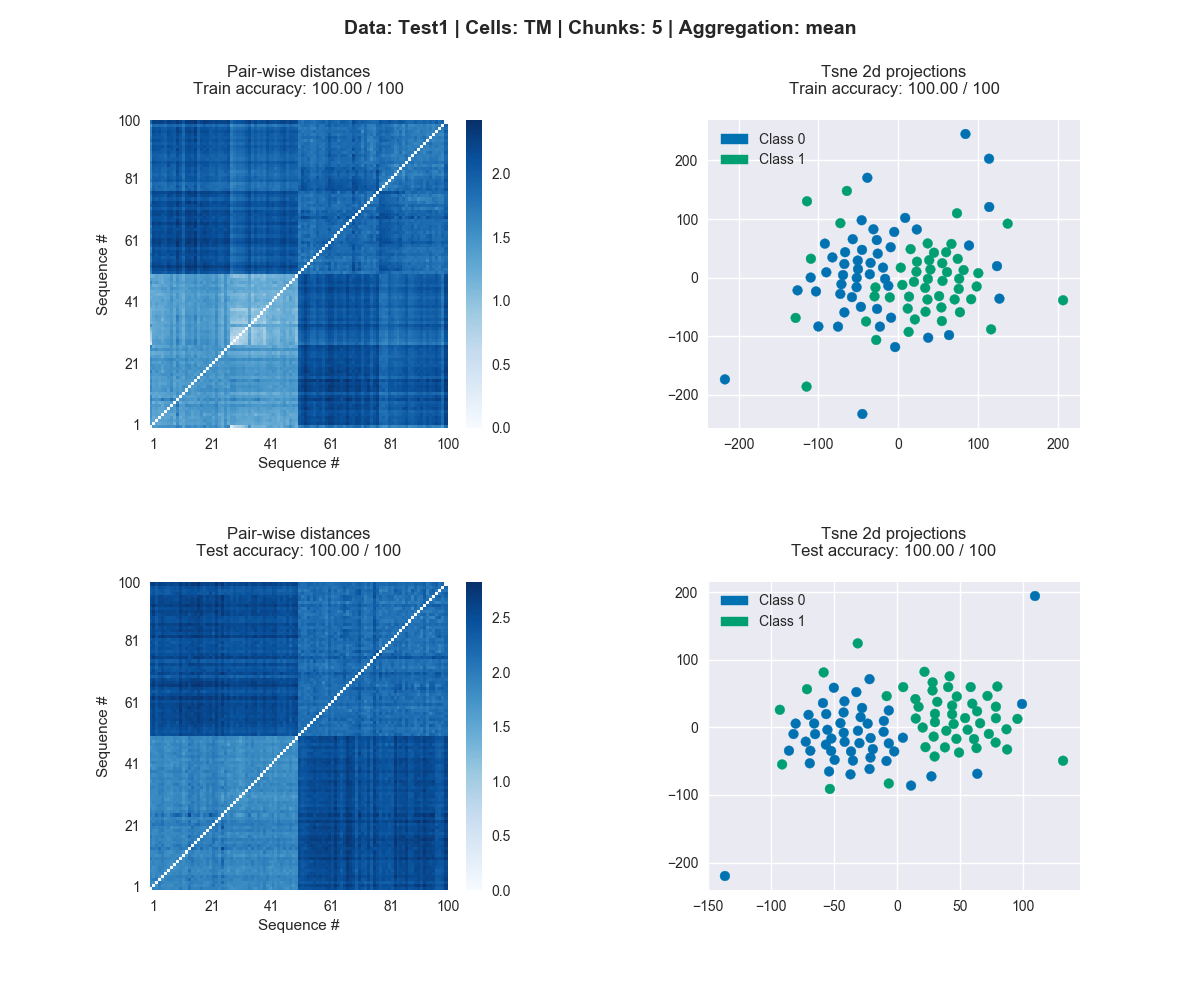 Data: Test1 | Cells: TM | Chunks: 5 | Aggregation: mean
Pair-wise distances
Train accuracy: 100.00 / 100
100
81
61
41
21
1
Sequence #
1 21 41 61 81 100
Sequence #
2.0
1.5
1.0
0.5
0.0
Tsne 2d projections
Train accuracy: 100.00 / 100
Class 0
Class 1
200
100
0
−100
−200
−200 −100 0 100 200
Pair-wise distances
Test accuracy: 100.00 / 100
100
81
61
41
21
1
Sequence #
1 21 41 61 81 100
Sequence #
2.5
2.0
1.5
1.0
0.5
0.0
Tsne 2d projections
Test accuracy: 100.00 / 100
Class 0
Class 1
200
100
0
−100
−200
−150 −100 −50 0 50 100